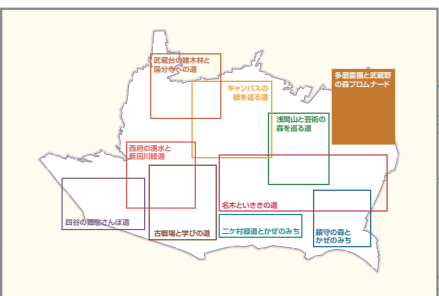 武蔵台の雑木林と
国分寺への道
多磨霊園と武蔵野
の森プロムナード
キャンパスの
緑を巡る道
浅間山と芸術の
森を巡る道
西府の湧水と
新田川緑道
名木といききの道
四谷の
さんぽ道
古戦場と学びの道
二ケ村緑道とかぜのみち
鎮守の森と
かぜのみち